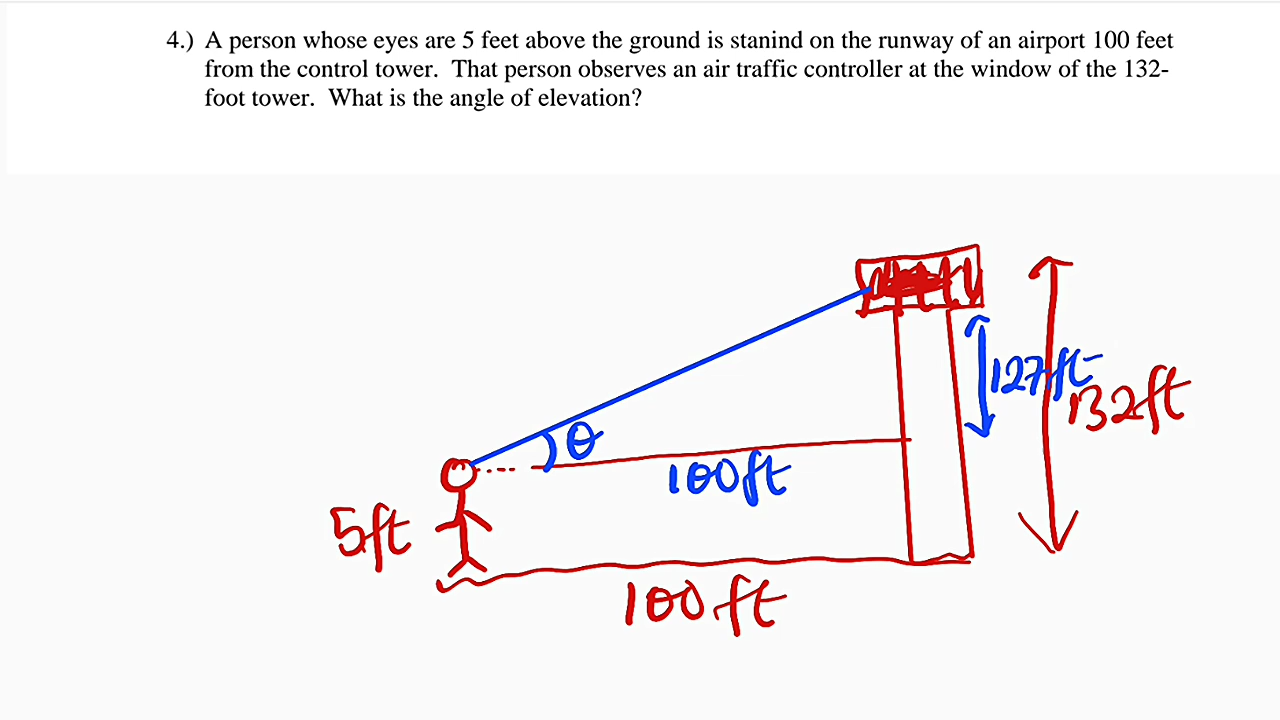 4.) A person whose eyes are 5 feet above the ground is stanind on the runway of an airport 100 feet
from the control tower. That person observes an air traffic controller at the window of the 132-
foot tower. What is the angle of elevation?
127ft
132ft
θ
100ft
5ft
100ft